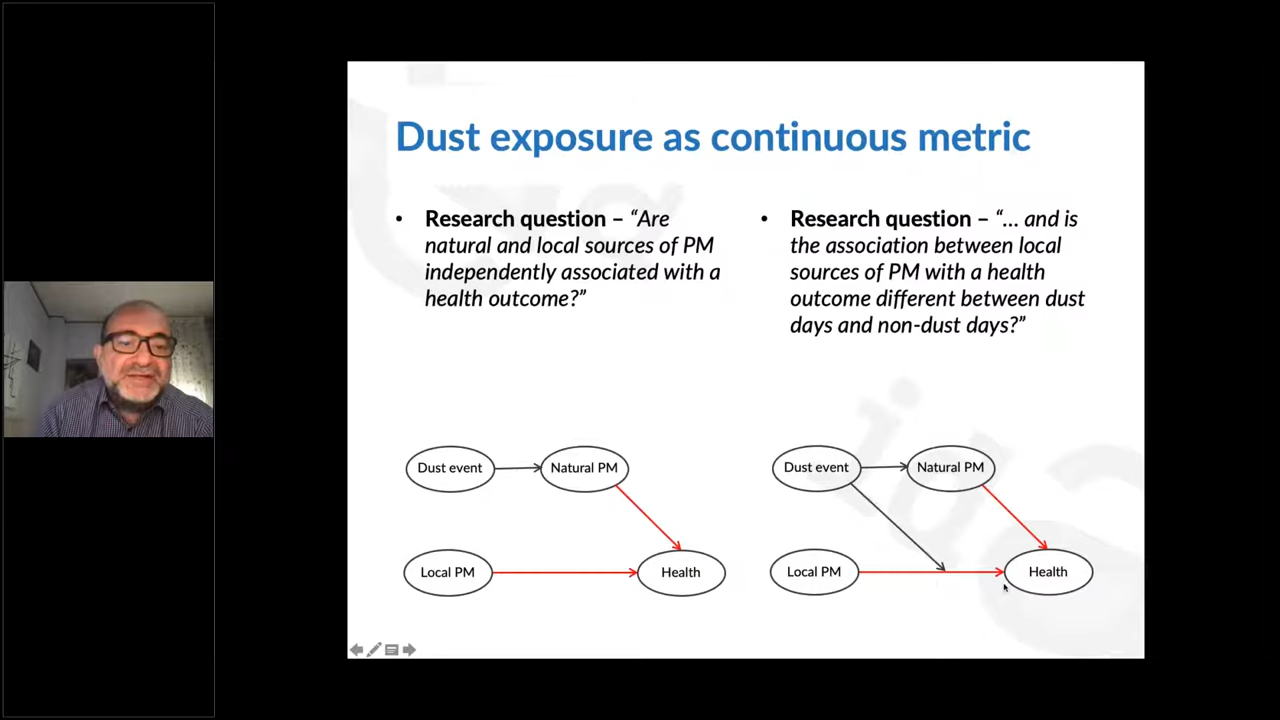 Dust exposure as continuous metric
• Research question – “Are
natural and local sources of PM
independently associated with a
health outcome?”
• Research question – “... and is
the association between local
sources of PM with a health
outcome different between dust
days and non-dust days?”
Dust event
Natural PM
Local PM
Health
Dust event
Natural PM
Local PM
Health